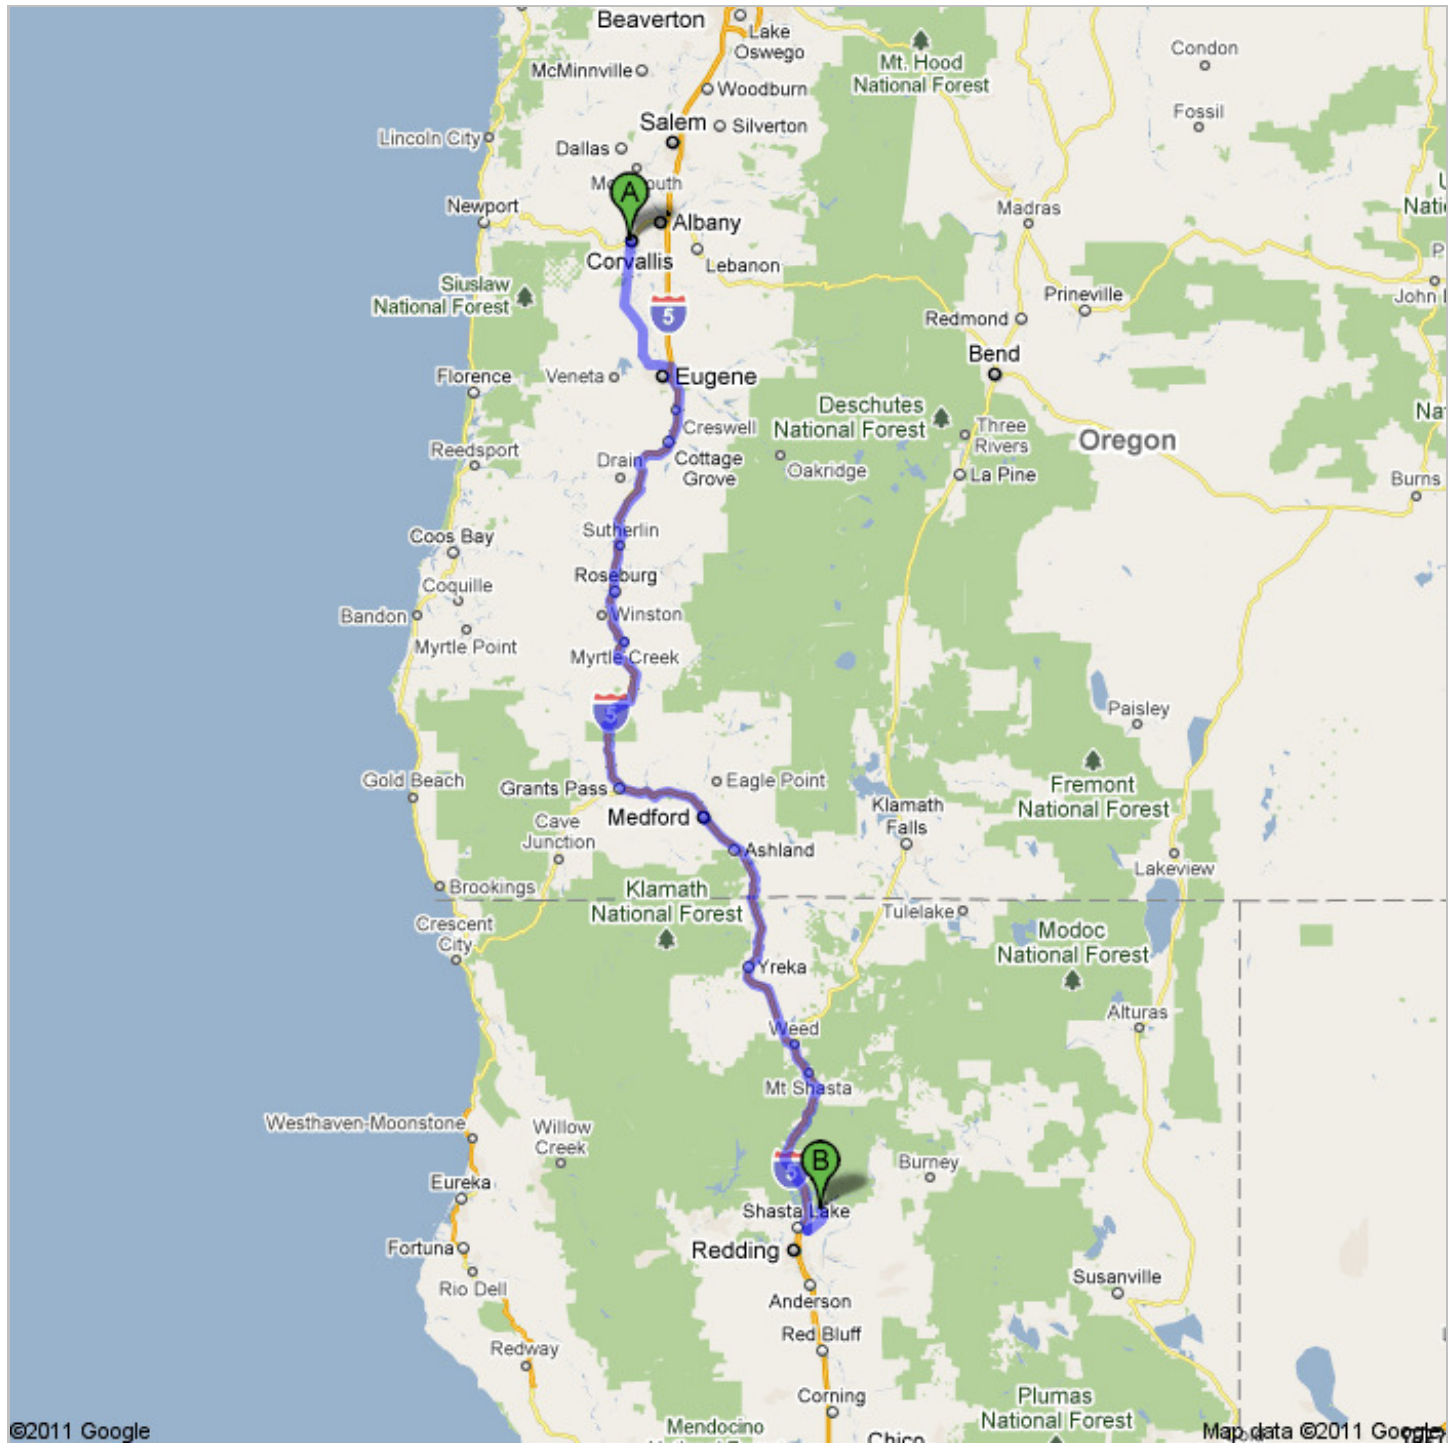 Beaverton
Lake
Oswego
McMinnville
Mt. Hood
National Forest
Condon
Woodburn
Fossil
Salem
Silverton
Lincoln City
Dallas
A
Newport
Albany
Madras
Corvallis
Lebanon
Siuslaw
National Forest
Prineville
5
Redmond
Bend
Florence
Veneta
Eugene
Deschutes
National Forest
Creswell
Three
Rivers
Oregon
Reedsport
Drain
Cottage
Grove
Oakridge
La Pine
Burns
Sutherlin
Coos Bay
Roseburg
Coquille
Bandon
Winston
Myrtle Point
Myrtle Creek
5
Paisley
Gold Beach
Grants Pass
Eagle Point
Fremont
National Forest
Cave
Junction
Medford
Klamath
Falls
Ashland
Lakeview
Brookings
Klamath
National Forest
Tulelake
Crescent
City
Modoc
National Forest
Yreka
Alturas
Weed
Mt Shasta
Westhaven-Moonstone
Willow
Creek
5
B
Burney
Eureka
Shasta Lake
Fortuna
Redding
Rio Dell
Susanville
Anderson
Red Bluff
Redway
Corning
Plumas
National Forest
Mendocino
Chico
©2011 Google
Map data ©2011 Google